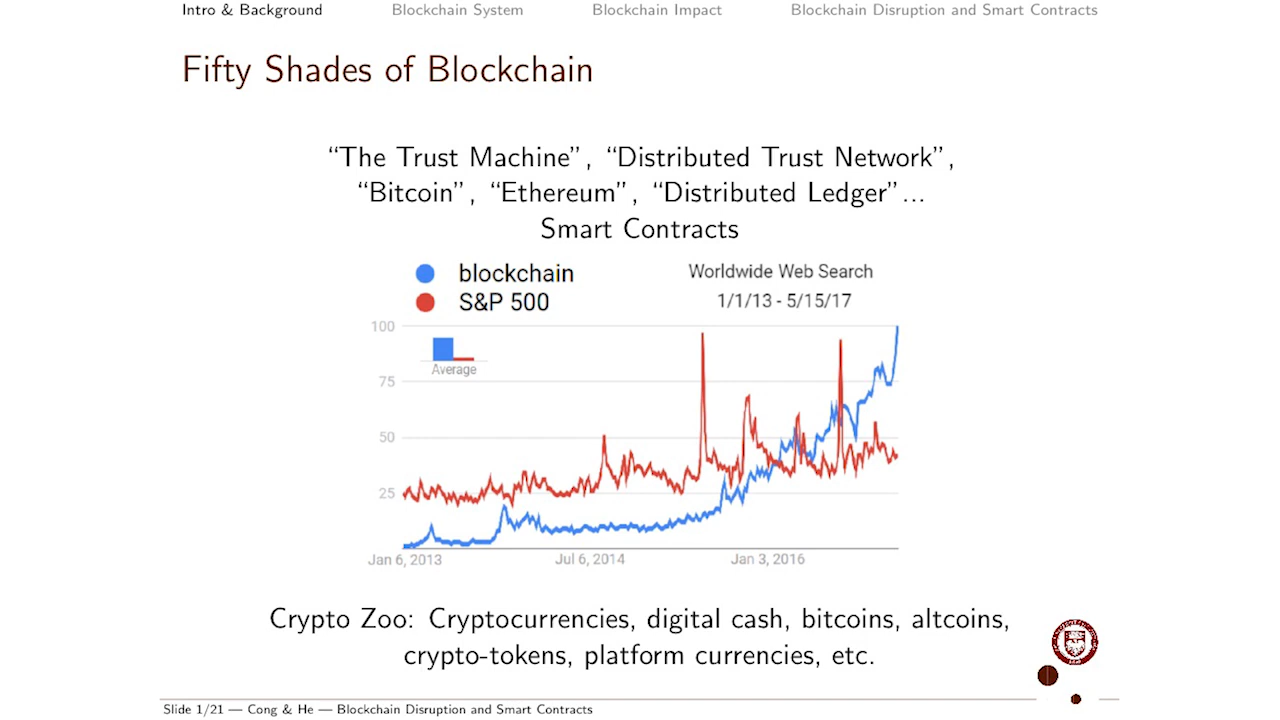 Intro & Background Blockchain System Blockchain Impact Blockchain Disruption and Smart Contracts
Fifty Shades of Blockchain
“The Trust Machine”, “Distributed Trust Network”,
“Bitcoin”, “Ethereum”, “Distributed Ledger”...
Smart Contracts
blockchain
S&P 500
Worldwide Web Search
1/1/13 - 5/15/17
100
75
50
25
Average
Jan 6, 2013 Jul 6, 2014 Jan 3, 2016
Crypto Zoo: Cryptocurrencies, digital cash, bitcoins, altcoins,
crypto-tokens, platform currencies, etc.
Slide 1/21 — Cong & He — Blockchain Disruption and Smart Contracts